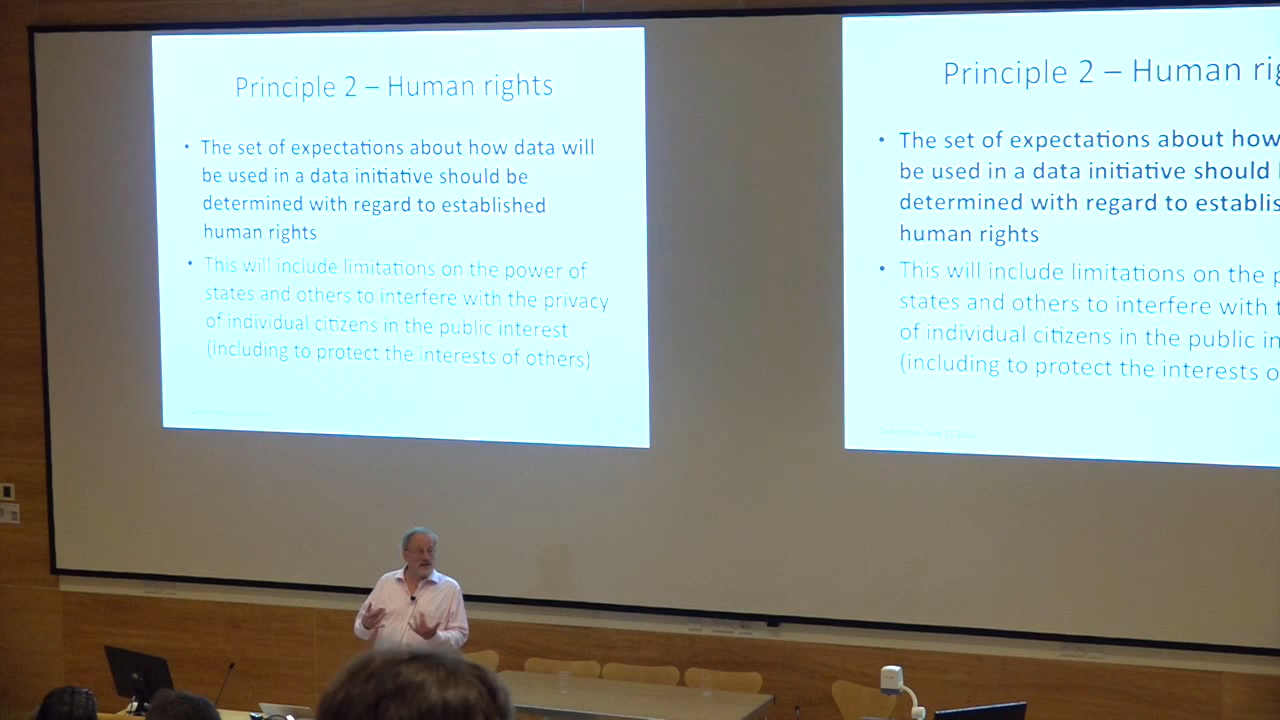 Principle 2 – Human rights
• The set of expectations about how data will
be used in a data initiative should be
determined with regard to established
human rights
• This will include limitations on the power of
states and others to interfere with the privacy
of individual citizens in the public interest
(including to protect the interests of others)
Principle 2 – Human
• The set of expectations about how
be used in a data initiative should
determined with regard to
human rights
• This will include limitations on the
states and others to interfere with
of individual citizens in the public
(including to protect the interests